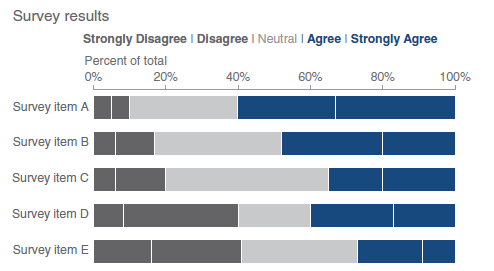 Survey results
Strongly Disagree | Disagree | Neutral | Agree | Strongly Agree
Percent of total
0% 20% 40% 60% 80% 100%
Survey item A
Survey item B
Survey item C
Survey item D
Survey item E